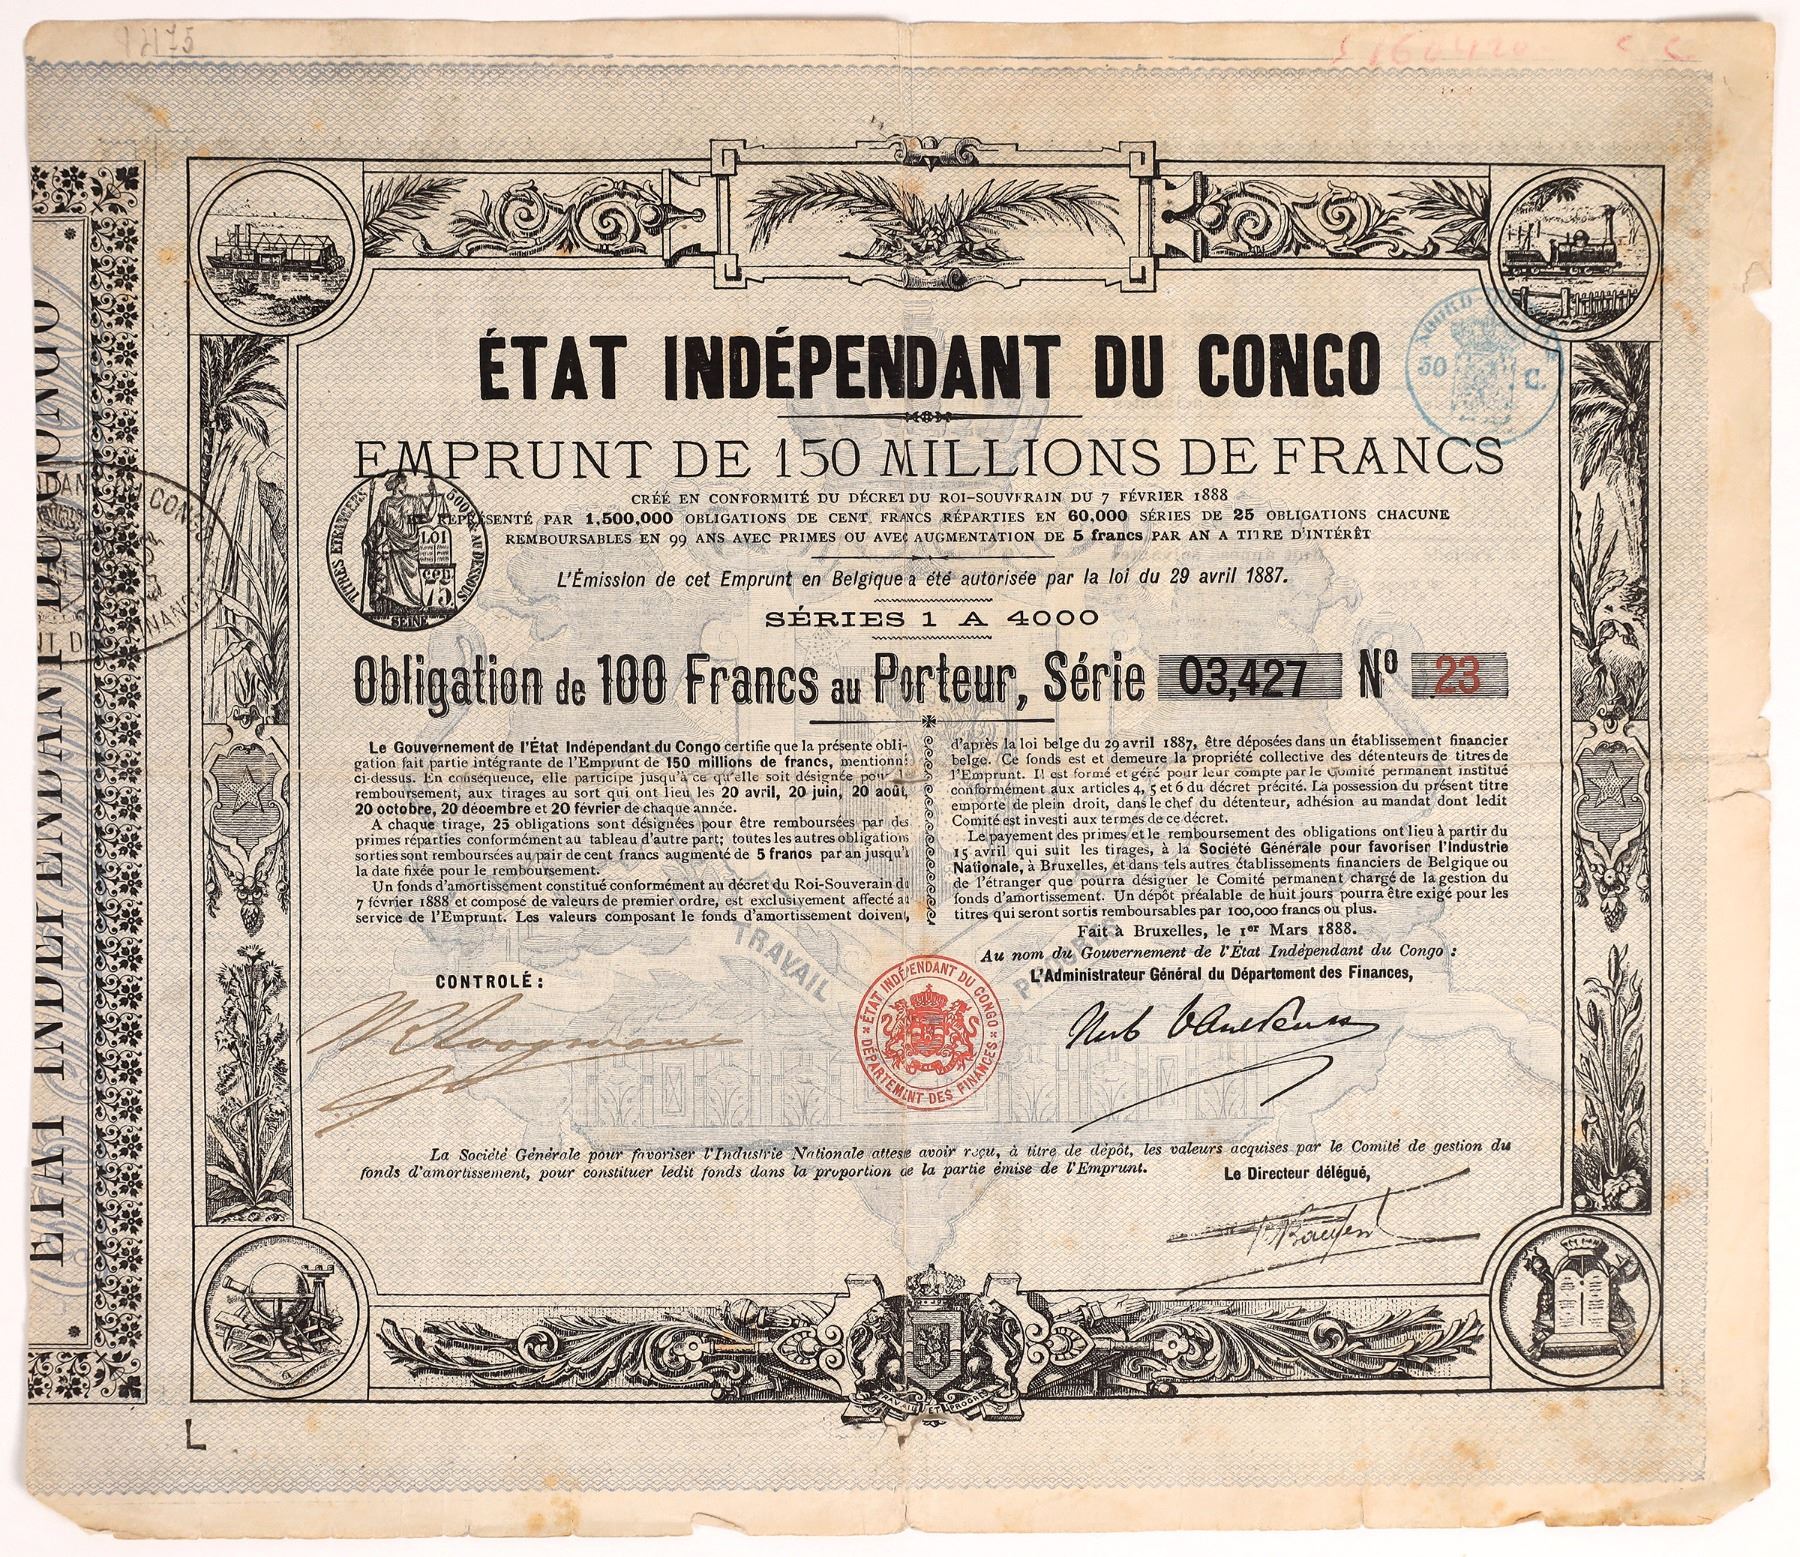 1475
ÉTAT INDÉPENDANT DU CONGO
EMPRUNT DE 150 MILLIONS DE FRANCS
CRÉÉ EN CONFORMITÉ DU DÉCRET DU ROI-SOUVERAIN DU 7 FÉVRIER 1888
REPRÉSENTÉ PAR 1,500,000 OBLIGATIONS DE CENT FRANCS RÉPARTIES EN 60,000 SÉRIES DE 25 OBLIGATIONS CHACUNE
REMBOURSABLES EN 99 ANS AVEC PRIMES OU AVEC AUGMENTATION DE 5 francs PAR AN A TITRE D'INTÉRÊT
L'Émission de cet Emprunt en Belgique a été autorisée par la loi du 29 avril 1887.
SÉRIES 1 A 4000
Obligation de 100 Francs au Porteur, Série 03,427 Nº 23
Le Gouvernement de l'État Indépendant du Congo certifie que la présente obli-
gation fait partie intégrante de l'Emprunt de 150 millions de francs, mentionné
ci-dessus. En conséquence, elle participe jusqu'à ce qu'elle soit désignée pour
remboursement, aux tirages au sort qui ont lieu les 20 avril, 20 juin, 20 août,
20 octobre, 20 décembre et 20 février de chaque année.
A chaque tirage, 25 obligations sont désignées pour être remboursées par des
primes réparties conformément au tableau d'autre part; toutes les autres obligations
sorties sont remboursées au pair de cent francs augmenté de 5 francs par an jusqu'à
la date fixée pour le remboursement.
Un fonds d'amortissement constitué conformément au décret du Roi-Souverain du
7 février 1888 et composé de valeurs de premier ordre, est exclusivement affecté au
service de l'Emprunt. Les valeurs composant le fonds d'amortissement doivent,
d'après la loi belge du 29 avril 1887, être déposées dans un établissement financier
belge. Ce fonds est et demeure la propriété collective des détenteurs de titres de
l'Emprunt. Il est formé et géré pour leur compte par le Comité permanent institué
conformément aux articles 4, 5 et 6 du décret précité. La possession du présent titre
emporte de plein droit, dans le chef du détenteur, adhésion au mandat dont ledit
Comité est investi aux termes de ce décret.
Le payement des primes et le remboursement des obligations ont lieu à partir du
15 avril qui suit les tirages, à la Société Générale pour favoriser l'Industrie
Nationale, à Bruxelles, et dans tels autres établissements financiers de Belgique ou
de l'étranger que pourra désigner le Comité permanent chargé de la gestion du
fonds d'amortissement. Un dépôt préalable de huit jours pourra être exigé pour les
titres qui seront sortis remboursables par 100,000 francs ou plus.
Fait à Bruxelles, le 1er Mars 1888.
Au nom du Gouvernement de l'État Indépendant du Congo :
L'Administrateur Général du Département des Finances,
CONTROLÉ :
TRAVAIL
PROGRÈS
ÉTAT INDÉPENDANT DU CONGO
DÉPARTEMENT DES FINANCES
La Société Générale pour favoriser l'Industrie Nationale atteste avoir reçu, à titre de dépôt, les valeurs acquises par le Comité de gestion du
fonds d'amortissement, pour constituer ledit fonds dans la proportion de la partie émise de l'Emprunt.
Le Directeur délégué,
TRAVAIL ET PROGRÈS
L
TITRES ÉTRANGERS
500F. AU DESSOUS
LOI
75
SEINE
50 C.
ÉTAT INDÉPENDANT DU CONGO